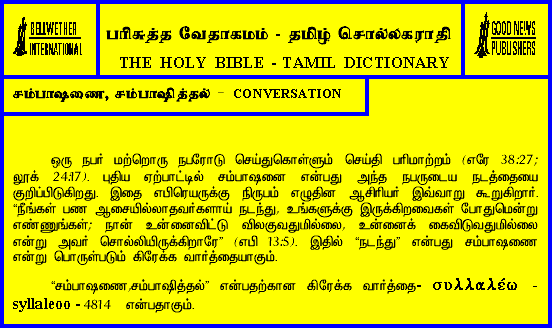 BELLWETHER
INTERNATIONAL
பரிசுத்த வேதாகமம் - தமிழ் சொல்லகராதி
THE HOLY BIBLE - TAMIL DICTIONARY
GOOD NEWS
PUBLISHERS
சம்பாஷணை, சம்பாஷித்தல் – CONVERSATION
ஒரு நபர் மற்றொரு நபரோடு செய்துகொள்ளும் செய்தி பரிமாற்றம் (எரே 38:27;
லூக் 24:17). புதிய ஏற்பாட்டில் சம்பாஷனை என்பது அந்த நபருடைய நடத்தையை
குறிப்பிடுகிறது. இதை எபிரெயருக்கு நிருபம் எழுதின ஆசிரியர் இவ்வாறு கூறுகிறார்.
“நீங்கள் பண ஆசையில்லாதவர்களாய் நடந்து, உங்களுக்கு இருக்கிறவைகள் போதுமென்று
எண்ணுங்கள்; நான் உன்னைவிட்டு விலகுவதுமில்லை, உன்னைக் கைவிடுவதுமில்லை
என்று அவர் சொல்லியிருக்கிறாரே” (எபி 13:5). இதில் “நடந்து” என்பது சம்பாஷணை
என்று பொருள்படும் கிரேக்க வார்த்தையாகும்.
“சம்பாஷணை,சம்பாஷித்தல்” என்பதற்கான கிரேக்க வார்த்தை- συλλαλέω -
syllaleoo - 4814 என்பதாகும்.